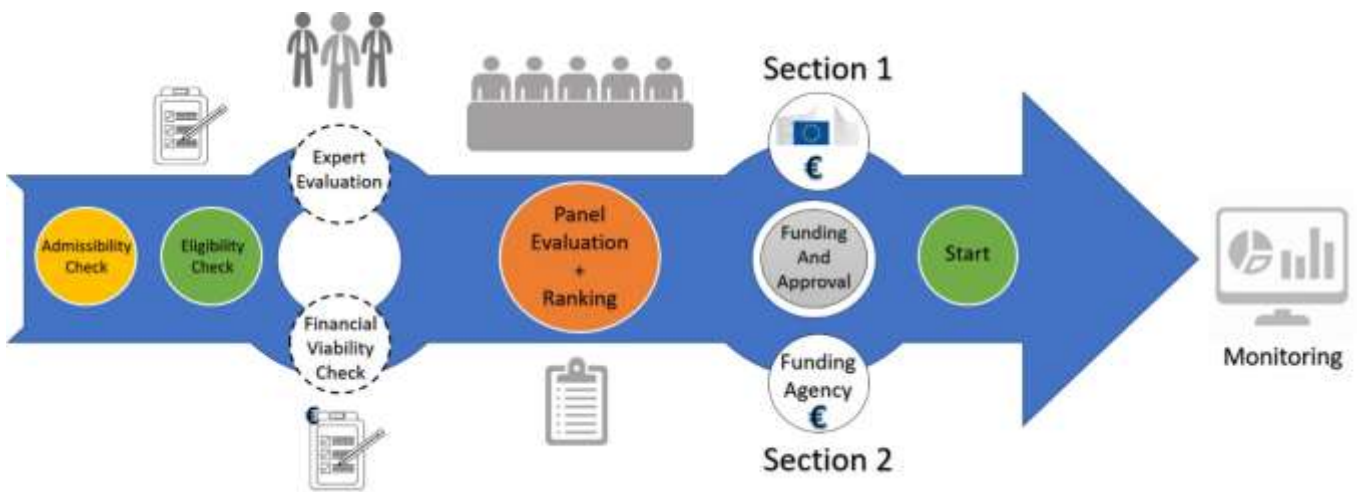 Admissibility
Check
Eligibility
Check
Expert
Evaluation
Financial
Viability
Check
€
Panel
Evaluation
+
Ranking
Section 1
€
Funding
And
Approval
Funding
Agency
€
Section 2
Start
Monitoring